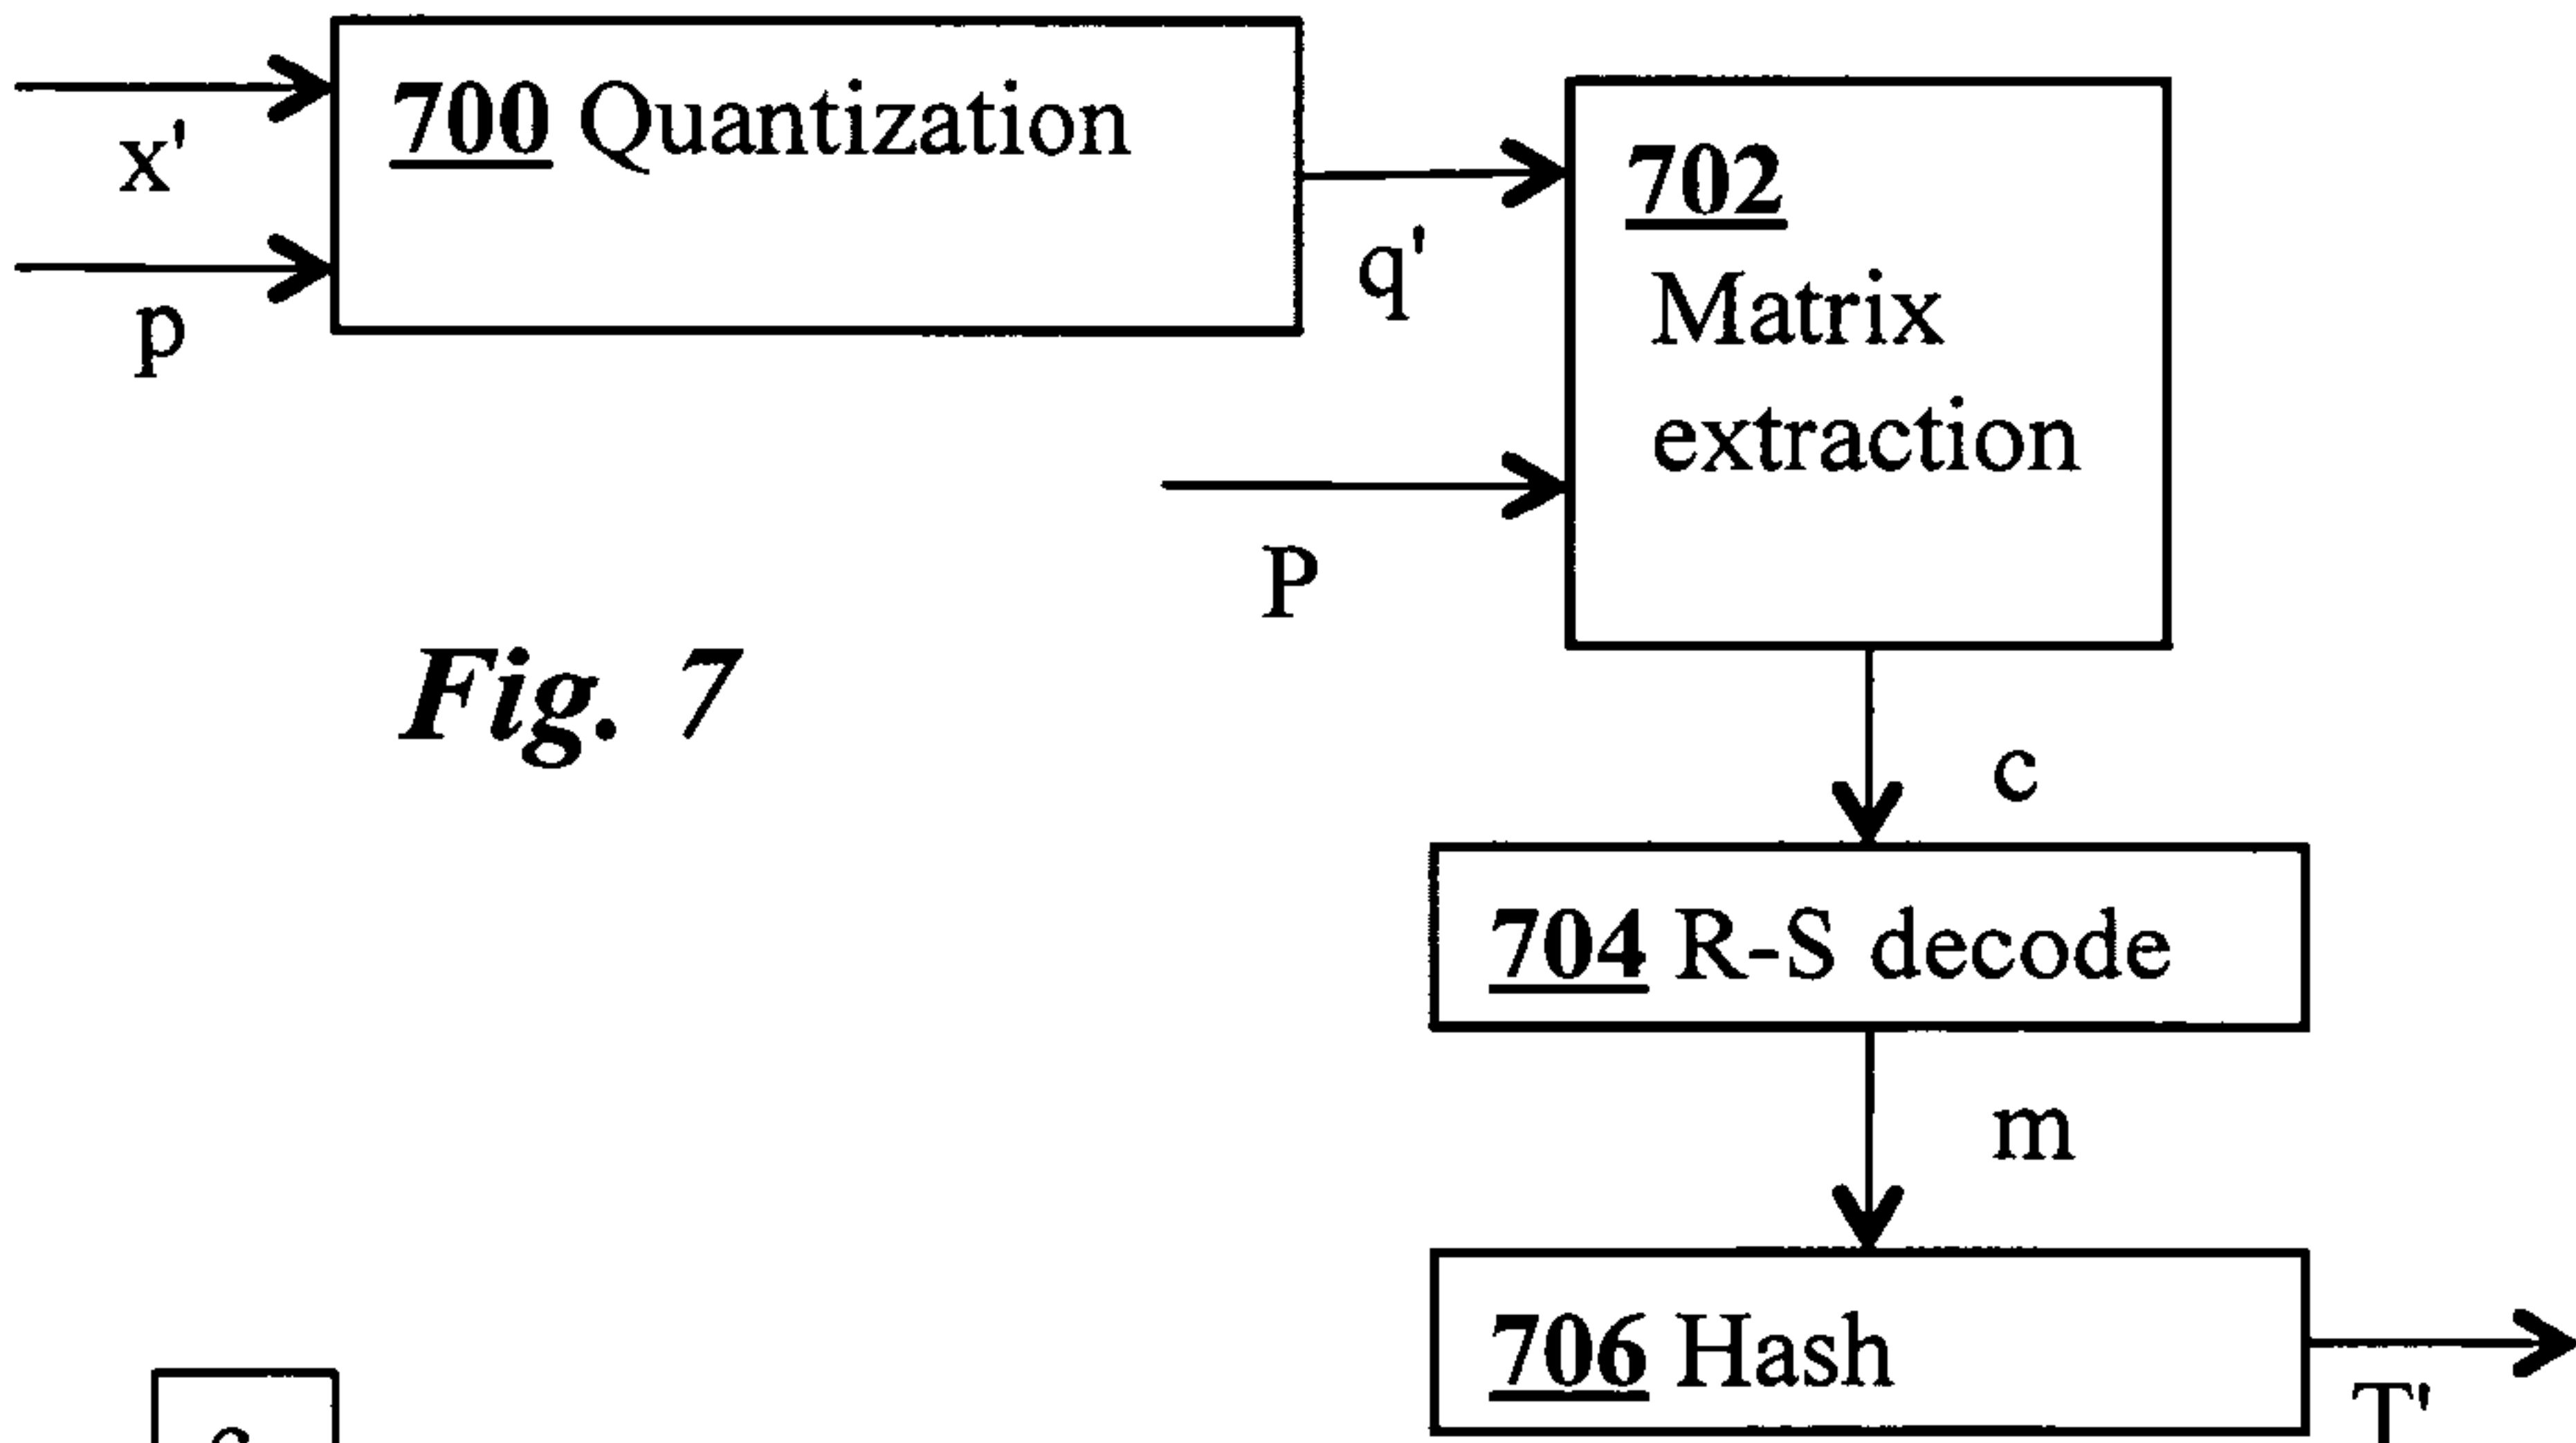 700 Quantization
x'
p
q'
702
Matrix
extraction
P
Fig. 7
c
704 R-S decode
m
706 Hash
T'